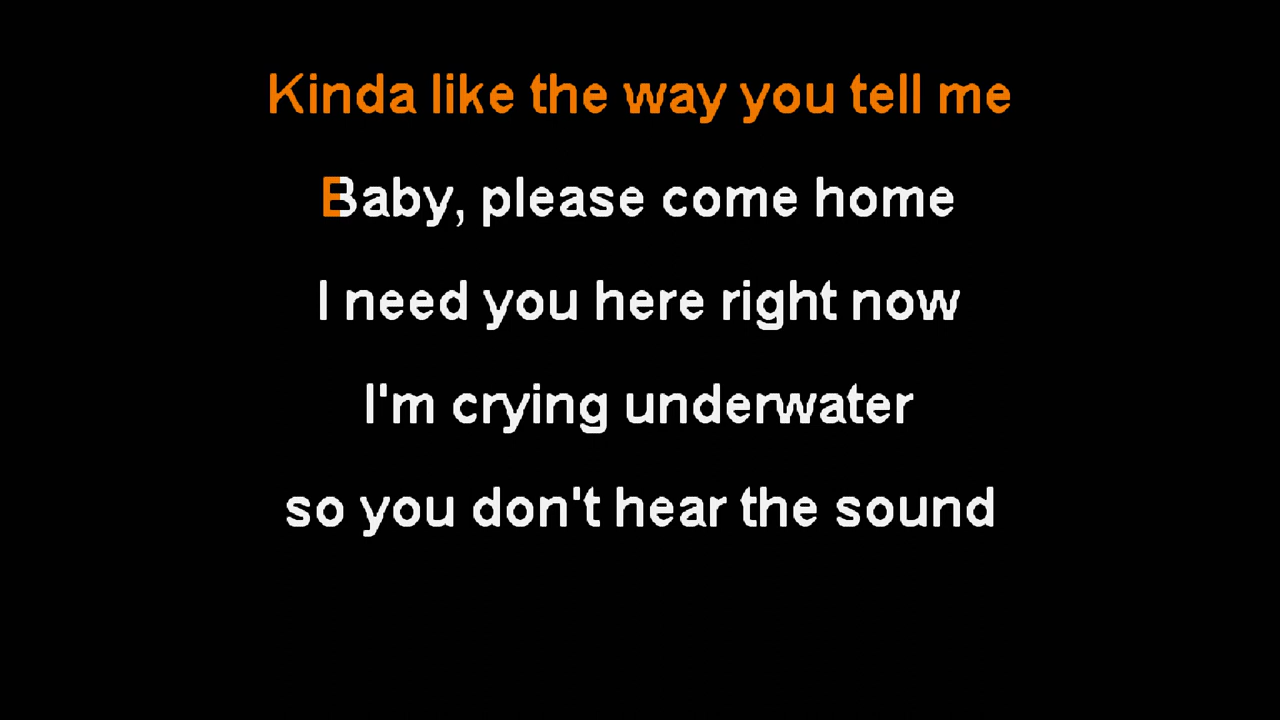 Kinda like the way you tell me
Baby, please come home
I need you here right now
I'm crying underwater
so you don't hear the sound